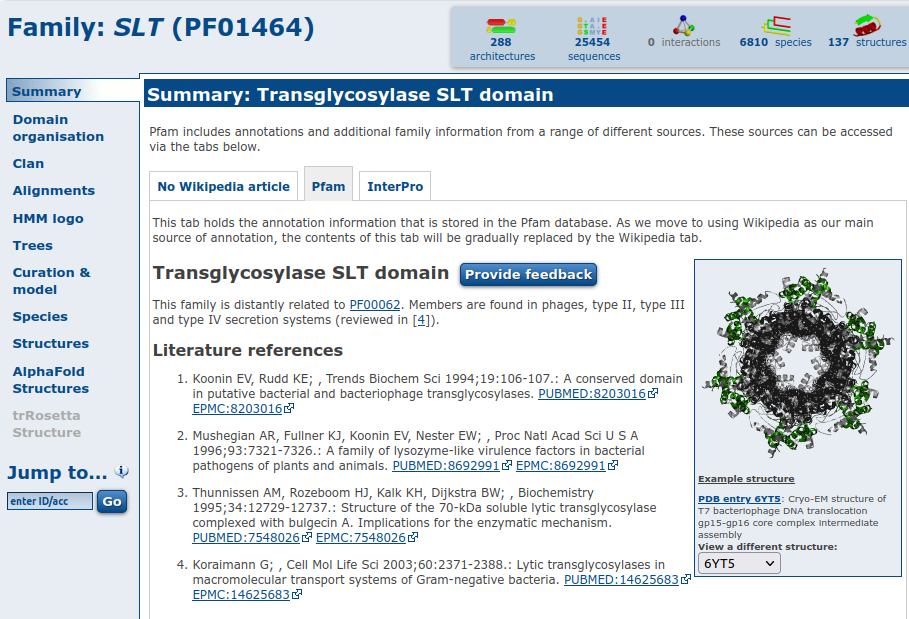 Family: SLT (PF01464)
288 architectures
25454 sequences
0 interactions
6810 species
137 structures
Summary
Domain organisation
Clan
Alignments
HMM logo
Trees
Curation & model
Species
Structures
AlphaFold Structures
trRosetta Structure
Jump to...
enter ID/acc
Go
Summary: Transglycosylase SLT domain
Pfam includes annotations and additional family information from a range of different sources. These sources can be accessed
via the tabs below.
No Wikipedia article
Pfam
InterPro
This tab holds the annotation information that is stored in the Pfam database. As we move to using Wikipedia as our main
source of annotation, the contents of this tab will be gradually replaced by the Wikipedia tab.
Transglycosylase SLT domain
Provide feedback
This family is distantly related to PF00062. Members are found in phages, type II, type III
and type IV secretion systems (reviewed in [4]).
Literature references
1. Koonin EV, Rudd KE; , Trends Biochem Sci 1994;19:106-107.: A conserved domain
in putative bacterial and bacteriophage transglycosylases. PUBMED:8203016
EPMC:8203016
2. Mushegian AR, Fullner KJ, Koonin EV, Nester EW; , Proc Natl Acad Sci U S A
1996;93:7321-7326.: A family of lysozyme-like virulence factors in bacterial
pathogens of plants and animals. PUBMED:8692991 EPMC:8692991
3. Thunnissen AM, Rozeboom HJ, Kalk KH, Dijkstra BW; , Biochemistry
1995;34:12729-12737.: Structure of the 70-kDa soluble lytic transglycosylase
complexed with bulgecin A. Implications for the enzymatic mechanism.
PUBMED:7548026 EPMC:7548026
4. Koraimann G; , Cell Mol Life Sci 2003;60:2371-2388.: Lytic transglycosylases in
macromolecular transport systems of Gram-negative bacteria. PUBMED:14625683
EPMC:14625683
Example structure
PDB entry 6YT5: Cryo-EM structure of
T7 bacteriophage DNA translocation
gp15-gp16 core complex intermediate
assembly
View a different structure:
6YT5